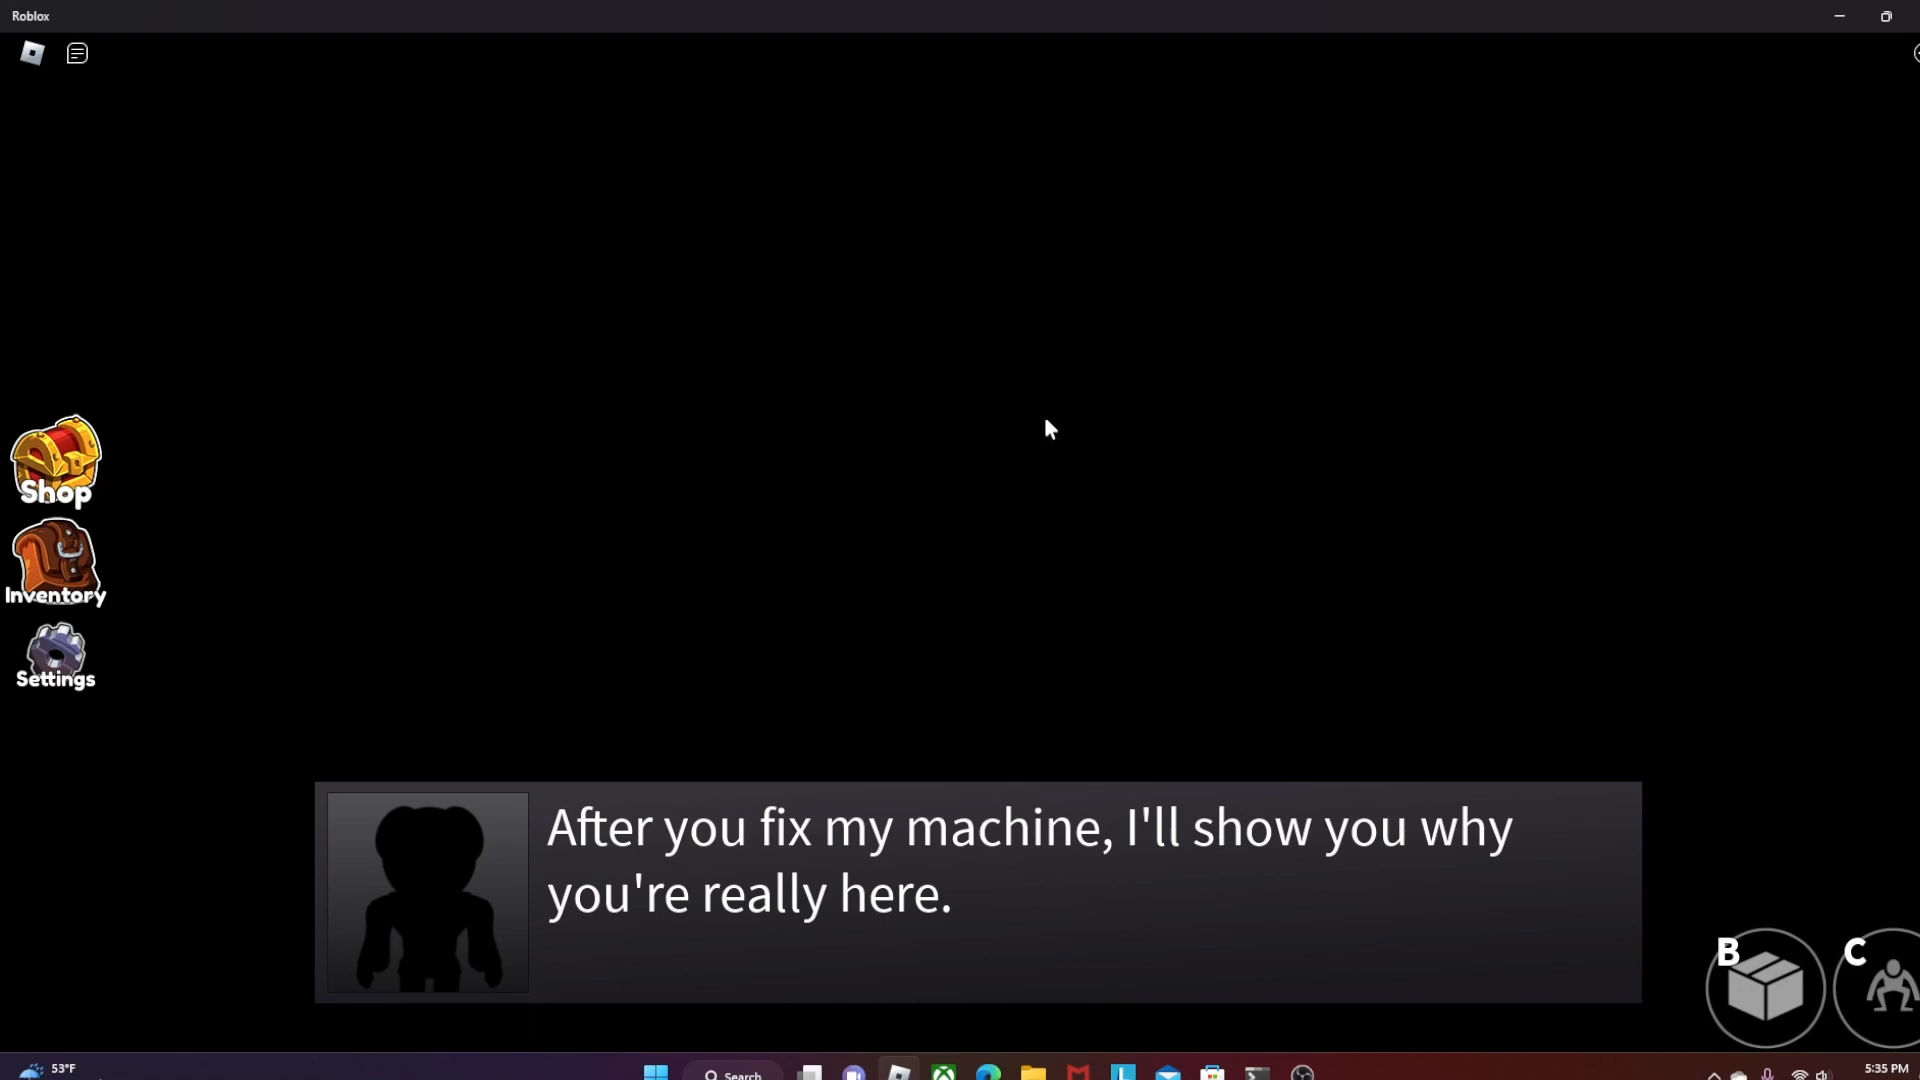 Roblox
Shop
Inventory
Settings
After you fix my machine, I'll show you why
you're really here.
B
C
53°F
Search
5:35 PM